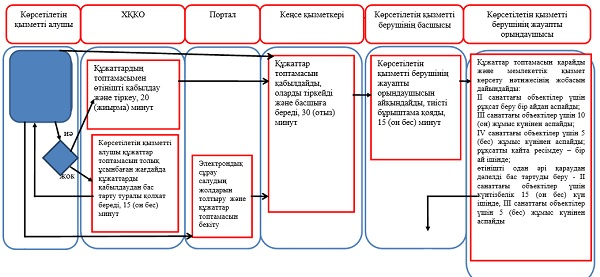 Көрсетілетін
қызметті алушы
ХҚКО
Портал
Кеңсе қызметкері
Көрсетілетін қызметті
берушінің басшысы
Көрсетілетін қызметті
берушінің жауапты
орындаушысы
иә
жоқ
Құжаттардың
топтамасымен
өтінішті қабылдау
және тіркеу, 20
(жиырма) минут
Көрсетілетін қызметті
алушы құжаттар
топтамасын толық
ұсынбаған жағдайда
құжаттарды
қабылдаудан бас
тарту туралы қолхат
береді, 15 (он бес)
минут
Электрондық
сұрау
салудың
жолдарын
толтыру және
құжаттар
топтамасын
бекіту
Құжаттар
топтамасын
қабылдайды,
оларды тіркейді
және басшыға
береді, 30 (отыз)
минут
Көрсетілетін
қызметті берушінің
жауапты
орындаушысын
айқындайды, тиісті
бұрыштама қояды,
15 (он бес) минут
Құжаттар топтамасын қарайды
және мемлекеттік қызмет
көрсету нәтижесінің жобасын
дайындайды:
II санаттағы объектілер үшін
рұқсат беру бір айдан аспайды;
III санаттағы объектілер үшін 10
(он) жұмыс күнінен аспайды;
IV санаттағы объектілер үшін 5
(бес) жұмыс күнінен аспайды;
рұқсатты қайта ресімдеу – бір
ай ішінде;
өтінішті одан әрі қараудан
дәлелді бас тартуды беру - II
санаттағы объектілер үшін
күнтізбелік 15 (он бес) күн
ішінде, III санаттағы объектілер
үшін 5 (бес) жұмыс күнінен
аспайды